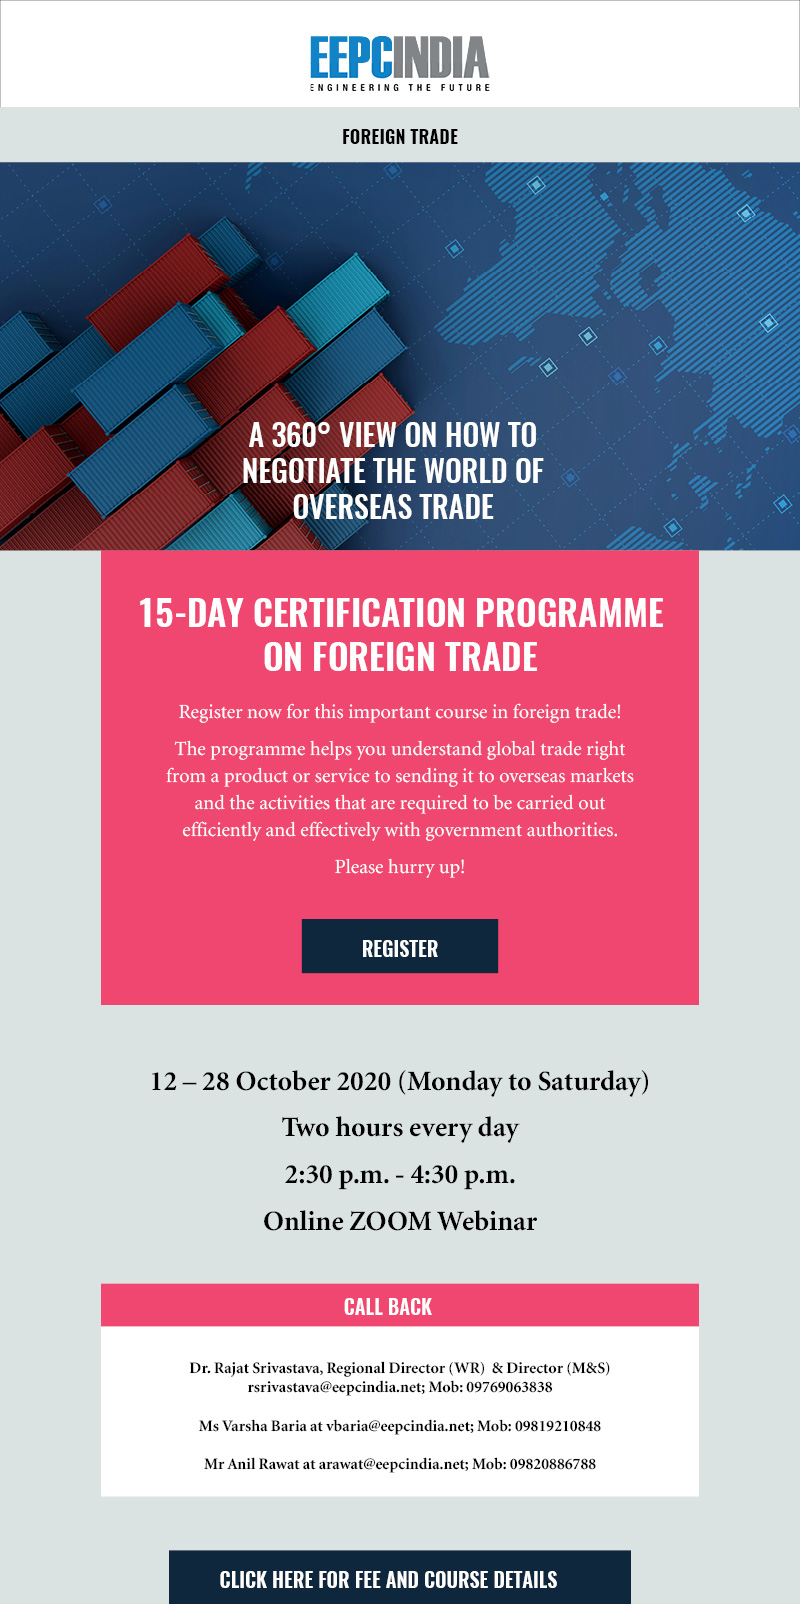 EEPCINDIA
ENGINEERING THE FUTURE
FOREIGN TRADE
A 360° VIEW ON HOW TO
NEGOTIATE THE WORLD OF
OVERSEAS TRADE
15-DAY CERTIFICATION PROGRAMME
ON FOREIGN TRADE
Register now for this important course in foreign trade!
The programme helps you understand global trade right
from a product or service to sending it to overseas markets
and the activities that are required to be carried out
efficiently and effectively with government authorities.
Please hurry up!
REGISTER
12 – 28 October 2020 (Monday to Saturday)
Two hours every day
2:30 p.m. - 4:30 p.m.
Online ZOOM Webinar
CALL BACK
Dr. Rajat Srivastava, Regional Director (WR) & Director (M&S)
rsrivastava@eepcindia.net; Mob: 09769063838
Ms Varsha Baria at vbaria@eepcindia.net; Mob: 09819210848
Mr Anil Rawat at arawat@eepcindia.net; Mob: 09820886788
CLICK HERE FOR FEE AND COURSE DETAILS